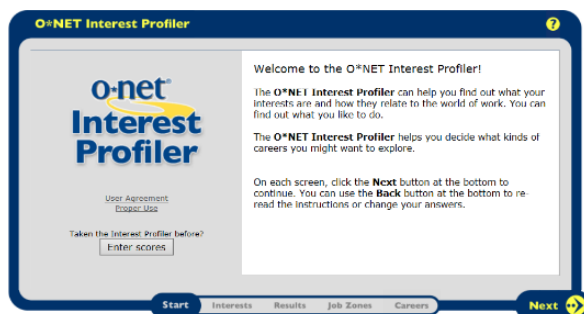 O*NET Interest Profiler
?
o·net®
Interest
Profiler
User Agreement
Proper Use
Taken the Interest Profiler before?
Enter scores
Welcome to the O*NET Interest Profiler!
The O*NET Interest Profiler can help you find out what your
interests are and how they relate to the world of work. You can
find out what you like to do.
The O*NET Interest Profiler helps you decide what kinds of
careers you might want to explore.
On each screen, click the Next button at the bottom to
continue. You can use the Back button at the bottom to re-
read the instructions or change your answers.
Start Interests Results Job Zones Careers
Next